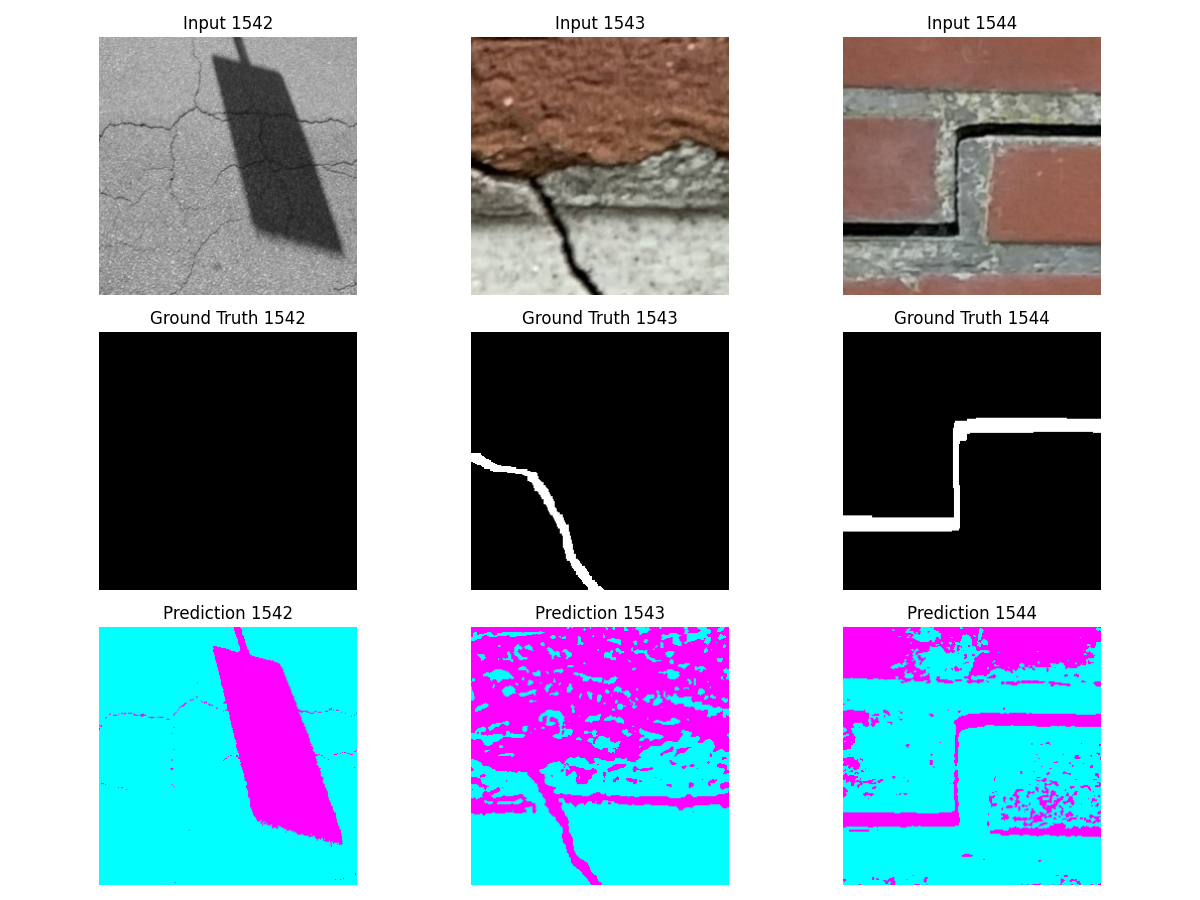 Input 1542
Input 1543
Input 1544
Ground Truth 1542
Ground Truth 1543
Ground Truth 1544
Prediction 1542
Prediction 1543
Prediction 1544